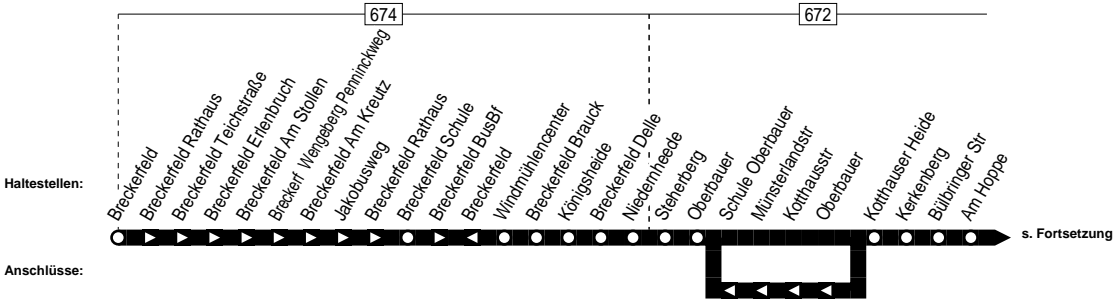 674
672
Haltestellen:
Breckerfeld
Breckerfeld Rathaus
Breckerfeld Teichstraße
Breckerfeld Erlenbruch
Breckerfeld Am Stollen
Breckerf Wengeberg Penninckweg
Breckerfeld Am Kreutz
Jakobusweg
Breckerfeld Rathaus
Breckerfeld Schule
Breckerfeld BusBf
Breckerfeld
Windmühlencenter
Breckerfeld Brauck
Königsheide
Breckerfeld Delle
Niedernheede
Steherberg
Oberbauer
Schule Oberbauer
Münsterlandstr
Kotthausstr
Oberbauer
Kotthauser Heide
Kerkenberg
Bülbringer Str
Am Hoppe
s. Fortsetzung
Anschlüsse: